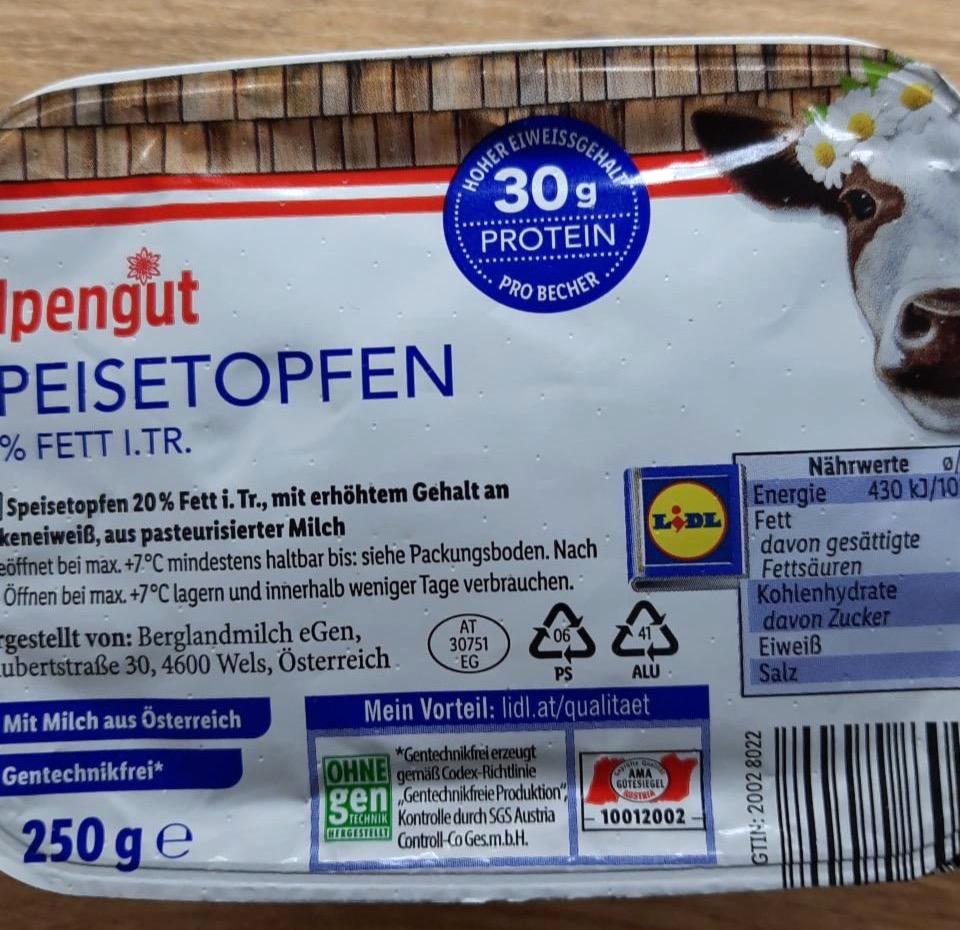 HOHER EIWEISSGEHALT
30 g
PROTEIN
PRO BECHER
lpengut
PEISETOPFEN
% FETT I.TR.
Speisetopfen 20 % Fett i. Tr., mit erhöhtem Gehalt an
keneiweiß, aus pasteurisierter Milch
eöffnet bei max. +7°C mindestens haltbar bis: siehe Packungsboden. Nach
Öffnen bei max. +7°C lagern und innerhalb weniger Tage verbrauchen.
rgestellt von: Berglandmilch eGen,
ubertstraße 30, 4600 Wels, Österreich
AT
30751
EG
06
PS
41
ALU
LIDL
Nährwerte ø/
Energie 430 kJ/10
Fett
davon gesättigte
Fettsäuren
Kohlenhydrate
davon Zucker
Eiweiß
Salz
Mit Milch aus Österreich
Gentechnikfrei*
250 g e
Mein Vorteil: lidl.at/qualitaet
OHNE
gen
TECHNIK
HERGESTELLT
*Gentechnikfrei erzeugt
gemäß Codex-Richtlinie
„Gentechnikfreie Produktion",
Kontrolle durch SGS Austria
Controll-Co Ges.m.b.H.
AMA
GÜTESIEGEL
AUSTRIA
10012002
GTIN: 2002 8022